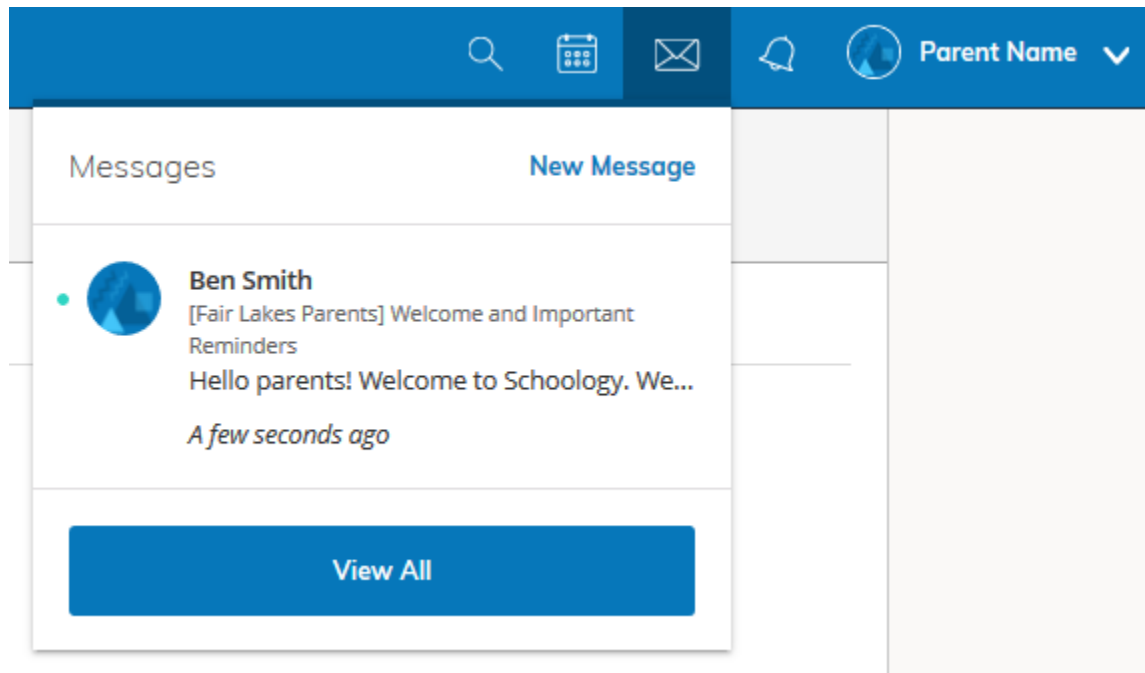 Parent Name
Messages
New Message
Ben Smith
[Fair Lakes Parents] Welcome and Important
Reminders
Hello parents! Welcome to Schoology. We...
A few seconds ago
View All